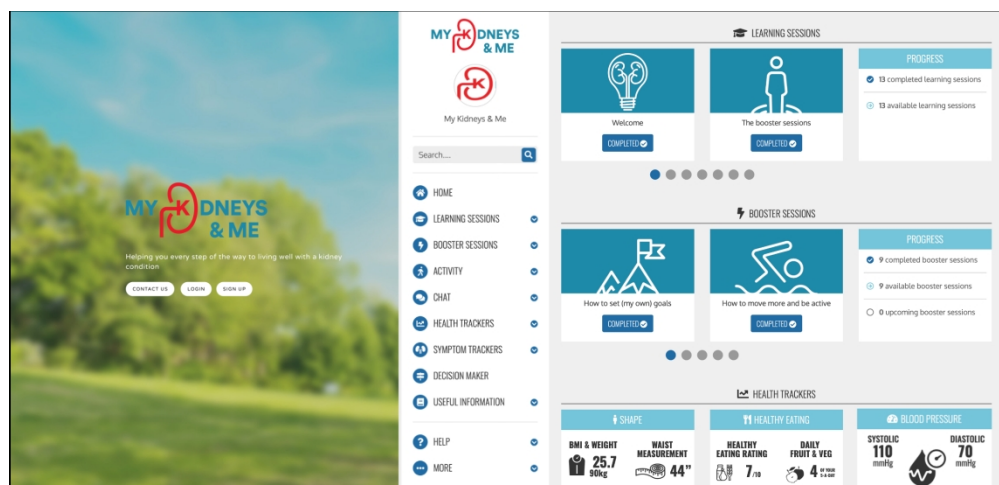 MY KDNEYS
& ME
Helping you every step of the way to living well with a kidney
condition
CONTACT US
LOGIN
SIGN UP
MY KDNEYS
& ME
K
My Kidneys & Me
Search....
HOME
LEARNING SESSIONS
BOOSTER SESSIONS
ACTIVITY
CHAT
HEALTH TRACKERS
SYMPTOM TRACKERS
DECISION MAKER
USEFUL INFORMATION
HELP
MORE
LEARNING SESSIONS
Welcome
COMPLETED
The booster sessions
COMPLETED
PROGRESS
13 completed learning sessions
13 available learning sessions
BOOSTER SESSIONS
How to set (my own) goals
COMPLETED
How to move more and be active
COMPLETED
PROGRESS
9 completed booster sessions
9 available booster sessions
0 upcoming booster sessions
HEALTH TRACKERS
SHAPE
BMI & WEIGHT
25.7
90kg
WAIST
MEASUREMENT
44"
HEALTHY EATING
HEALTHY
EATING RATING
7/10
DAILY
FRUIT & VEG
4 OF YOUR
5-A-DAY
BLOOD PRESSURE
SYSTOLIC
110
mmHg
DIASTOLIC
70
mmHg